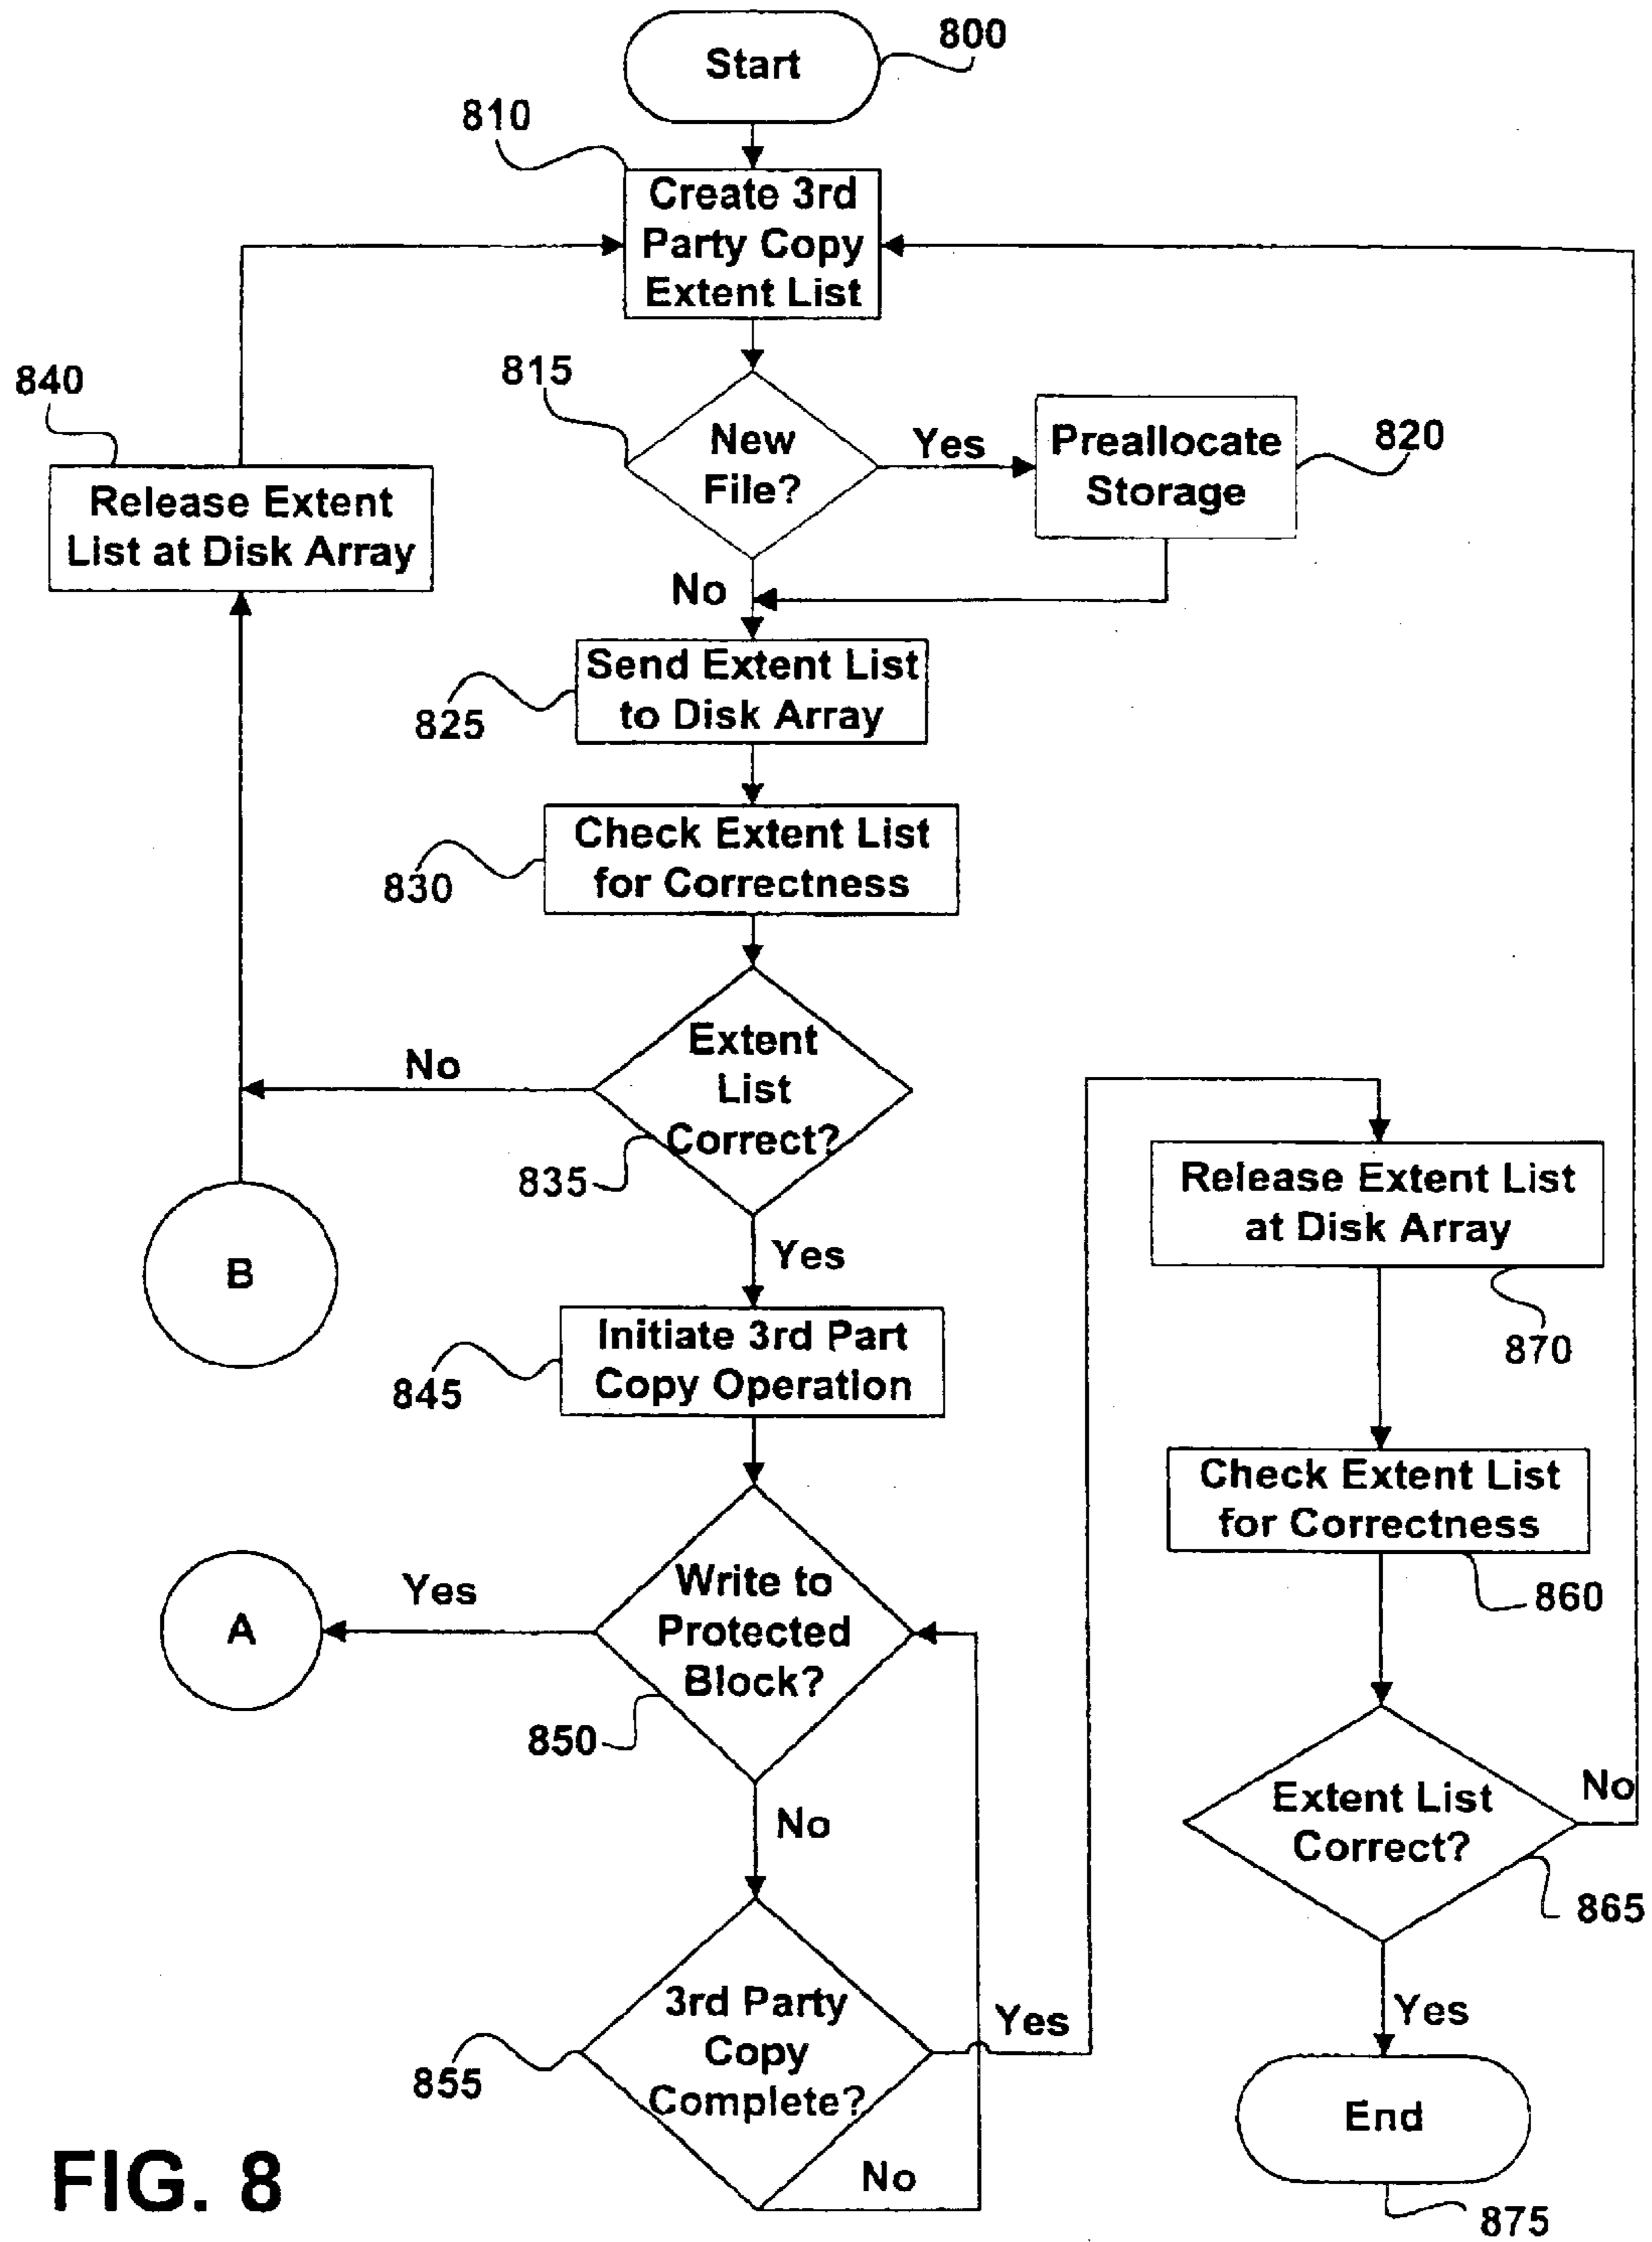 Start
800
810
Create 3rd
Party Copy
Extent List
840
815
New
File?
Yes
Preallocate
Storage
820
Release Extent
List at Disk Array
No
Send Extent List
to Disk Array
825
Check Extent List
for Correctness
830
Extent
List
Correct?
No
835
Release Extent List
at Disk Array
B
Yes
Initiate 3rd Part
Copy Operation
845
870
Check Extent List
for Correctness
Write to
Protected
Block?
Yes
A
860
850
No
Extent List
Correct?
No
865
3rd Party
Copy
Complete?
Yes
855
Yes
No
End
FIG. 8
875